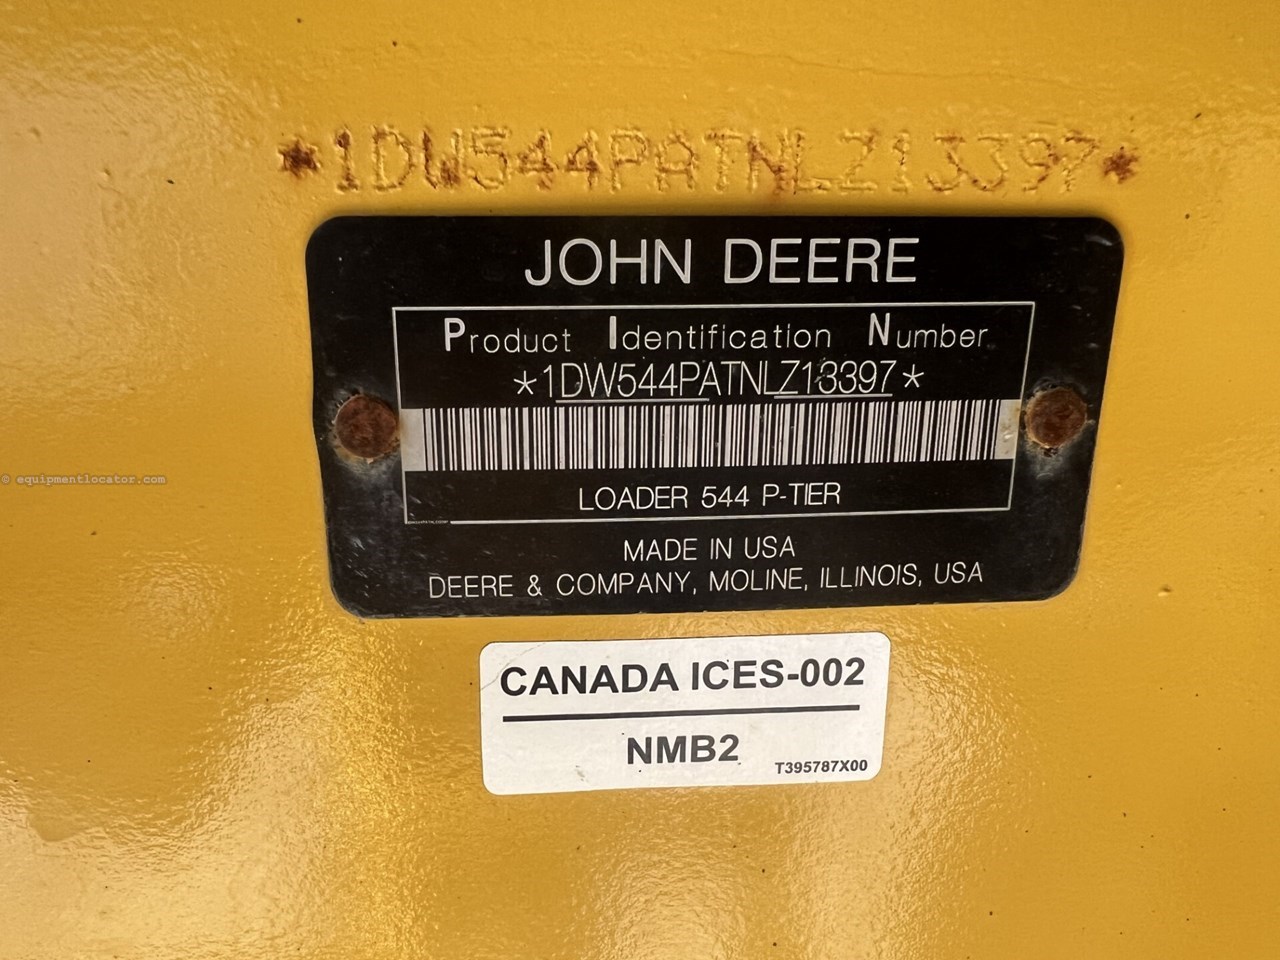 *1DW544PATNLZ13397*
JOHN DEERE
Product Identification Number
*1DW544PATNLZ13397*
LOADER 544 P-TIER
MADE IN USA
DEERE & COMPANY, MOLINE, ILLINOIS, USA
© equipmentlocator.com
CANADA ICES-002
NMB2
T395787X00